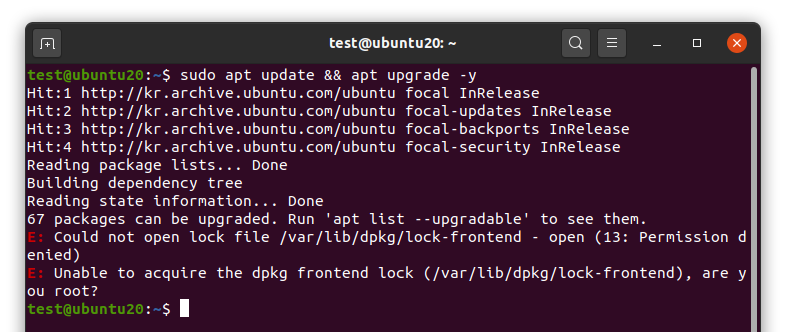 test@ubuntu20: ~
test@ubuntu20:~$ sudo apt update && apt upgrade -y
Hit:1 http://kr.archive.ubuntu.com/ubuntu focal InRelease
Hit:2 http://kr.archive.ubuntu.com/ubuntu focal-updates InRelease
Hit:3 http://kr.archive.ubuntu.com/ubuntu focal-backports InRelease
Hit:4 http://kr.archive.ubuntu.com/ubuntu focal-security InRelease
Reading package lists... Done
Building dependency tree
Reading state information... Done
67 packages can be upgraded. Run 'apt list --upgradable' to see them.
E: Could not open lock file /var/lib/dpkg/lock-frontend - open (13: Permission d
enied)
E: Unable to acquire the dpkg frontend lock (/var/lib/dpkg/lock-frontend), are y
ou root?
test@ubuntu20:~$